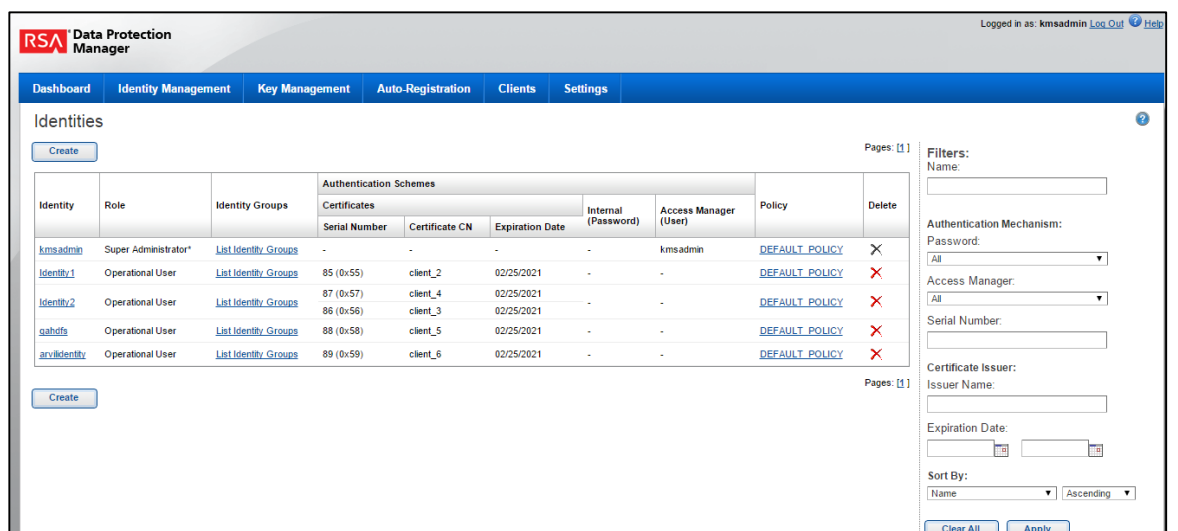 Logged in as: kmsadmin Log Out ? Help
RSA Data Protection
Manager
Dashboard Identity Management Key Management Auto-Registration Clients Settings
Identities ?
Create Pages: [1 ]
Filters:
Name:
Authentication Schemes
Identity Role Identity Groups Certificates Internal (Password) Access Manager (User) Policy Delete
Serial Number Certificate CN Expiration Date
kmsadmin Super Administrator* List Identity Groups - - - - kmsadmin DEFAULT_POLICY
Identity1 Operational User List Identity Groups 85 (0x55) client_2 02/25/2021 - - DEFAULT_POLICY
Identity2 Operational User List Identity Groups 87 (0x57) client_4 02/25/2021 - - DEFAULT_POLICY
86 (0x56) client_3 02/25/2021
qahdfs Operational User List Identity Groups 88 (0x58) client_5 02/25/2021 - - DEFAULT_POLICY
arvilidentity Operational User List Identity Groups 89 (0x59) client_6 02/25/2021 - - DEFAULT_POLICY
Pages: [1 ]
Create
Authentication Mechanism:
Password:
All
Access Manager:
All
Serial Number:
Certificate Issuer:
Issuer Name:
Expiration Date:
Sort By:
Name Ascending
Clear All Apply